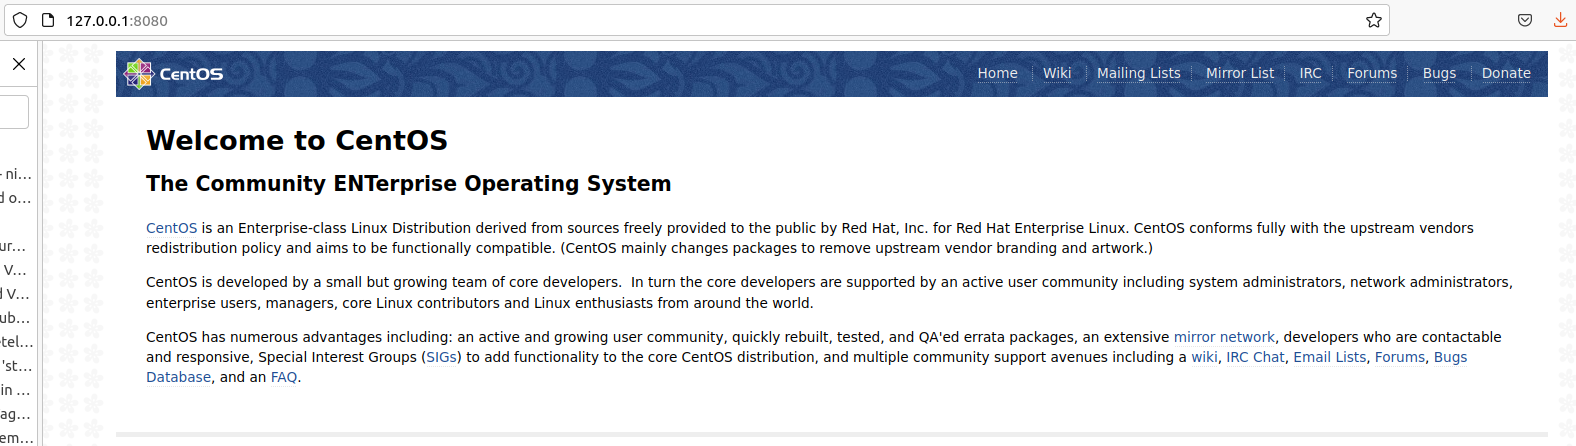 127.0.0.1:8080
CentOS
Home Wiki Mailing Lists Mirror List IRC Forums Bugs Donate
Welcome to CentOS
The Community ENTerprise Operating System
CentOS is an Enterprise-class Linux Distribution derived from sources freely provided to the public by Red Hat, Inc. for Red Hat Enterprise Linux. CentOS conforms fully with the upstream vendors
redistribution policy and aims to be functionally compatible. (CentOS mainly changes packages to remove upstream vendor branding and artwork.)
CentOS is developed by a small but growing team of core developers.  In turn the core developers are supported by an active user community including system administrators, network administrators,
enterprise users, managers, core Linux contributors and Linux enthusiasts from around the world.
CentOS has numerous advantages including: an active and growing user community, quickly rebuilt, tested, and QA'ed errata packages, an extensive mirror network, developers who are contactable
and responsive, Special Interest Groups (SIGs) to add functionality to the core CentOS distribution, and multiple community support avenues including a wiki, IRC Chat, Email Lists, Forums, Bugs
Database, and an FAQ.